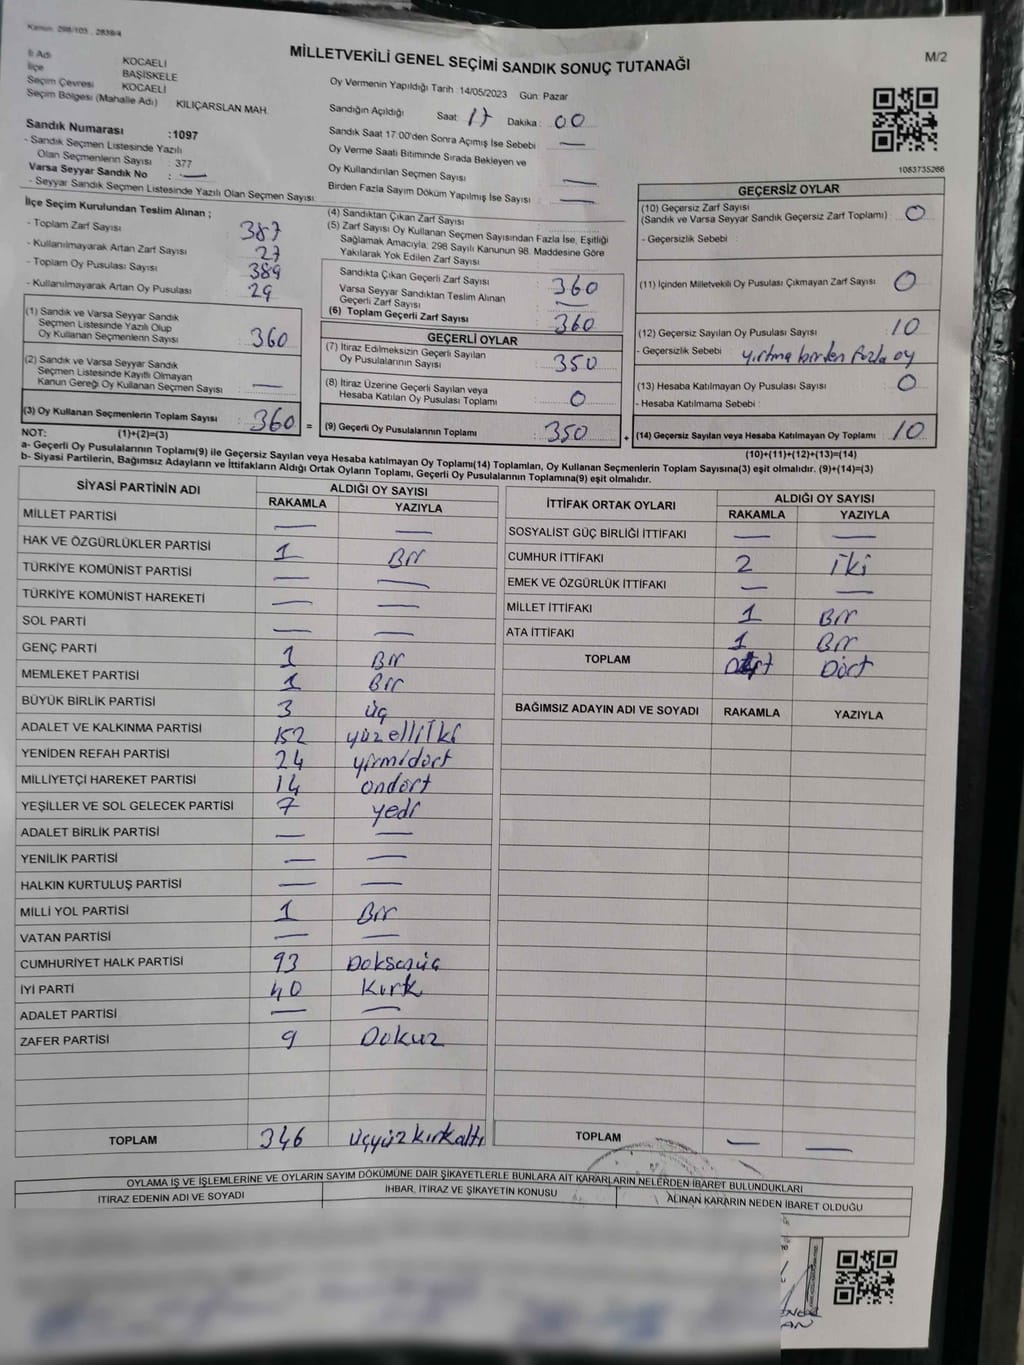 Kanun: 298/103 , 2839/4
MİLLETVEKİLİ GENEL SEÇİMİ SANDIK SONUÇ TUTANAĞI
M/2
İl Adı KOCAELİ
İlçe BAŞİSKELE
Seçim Çevresi KOCAELİ
Seçim Bölgesi (Mahalle Adı) : KILIÇARSLAN MAH.
Sandık Numarası :1097
- Sandık Seçmen Listesinde Yazılı
Olan Seçmenlerin Sayısı : 377
Varsa Seyyar Sandık No : —
- Seyyar Sandık Seçmen Listesinde Yazılı Olan Seçmen Sayısı
Oy Vermenin Yapıldığı Tarih :14/05/2023 Gün: Pazar
Sandığın Açıldığı Saat: 17 Dakika : 00
Sandık Saat 17:00'den Sonra Açımış İse Sebebi : —
Oy Verme Saati Bitiminde Sırada Bekleyen ve
Oy Kullandırılan Seçmen Sayısı : —
Birden Fazla Sayım Döküm Yapılmış İse Sayısı : —
1083735266
İlçe Seçim Kurulundan Teslim Alınan ;
- Toplam Zarf Sayısı : 387
- Kullanılmayarak Artan Zarf Sayısı : 27
- Toplam Oy Pusulası Sayısı : 389
- Kullanılmayarak Artan Oy Pusulası : 29
(1) Sandık ve Varsa Seyyar Sandık
Seçmen Listesinde Yazılı Olup
Oy Kullanan Seçmenlerin Sayısı : 360
(2) Sandık ve Varsa Seyyar Sandık
Seçmen Listesinde Kayıtlı Olmayan
Kanun Gereği Oy Kullanan Seçmen Sayısı : —
(3) Oy Kullanan Seçmenlerin Toplam Sayısı : 360 =
(4) Sandıktan Çıkan Zarf Sayısı
(5) Zarf Sayısı Oy Kullanan Seçmen Sayısından Fazla İse, Eşitliği
Sağlamak Amacıyla, 298 Sayılı Kanunun 98. Maddesine Göre
Yakılarak Yok Edilen Zarf Sayısı
Sandıkta Çıkan Geçerli Zarf Sayısı : 360
Varsa Seyyar Sandıktan Teslim Alınan
Geçerli Zarf Sayısı : —
(6) Toplam Geçerli Zarf Sayısı : 360
GEÇERLİ OYLAR
(7) İtiraz Edilmeksizin Geçerli Sayılan
Oy Pusulalarının Sayısı : 350
(8) İtiraz Üzerine Geçerli Sayılan veya
Hesaba Katılan Oy Pusulası Toplamı : 0
(9) Geçerli Oy Pusulalarının Toplamı : 350 +
GEÇERSİZ OYLAR
(10) Geçersiz Zarf Sayısı
(Sandık ve Varsa Seyyar Sandık Geçersiz Zarf Toplamı) : 0
- Geçersizlik Sebebi :
(11) İçinden Milletvekili Oy Pusulası Çıkmayan Zarf Sayısı : 0
(12) Geçersiz Sayılan Oy Pusulası Sayısı : 10
- Geçersizlik Sebebi : yırtma birden fazla oy
(13) Hesaba Katılmayan Oy Pusulası Sayısı : 0
- Hesaba Katılmama Sebebi :
(14) Geçersiz Sayılan veya Hesaba Katılmayan Oy Toplamı : 10
NOT: (1)+(2)=(3)
(10)+(11)+(12)+(13)=(14)
a- Geçerli Oy Pusulalarının Toplamı(9) ile Geçersiz Sayılan veya Hesaba katılmayan Oy Toplamı(14) Toplamları, Oy Kullanan Seçmenlerin Toplam Sayısına(3) eşit olmalıdır. (9)+(14)=(3)
b- Siyasi Partilerin, Bağımsız Adayların ve İttifakların Aldığı Ortak Oyların Toplamı, Geçerli Oy Pusulalarının Toplamına(9) eşit olmalıdır.
SİYASİ PARTİNİN ADI ALDIĞI OY SAYISI
RAKAMLA YAZIYLA
MİLLET PARTİSİ — —
HAK VE ÖZGÜRLÜKLER PARTİSİ 1 Bir
TÜRKİYE KOMÜNİST PARTİSİ — —
TÜRKİYE KOMÜNİST HAREKETİ — —
SOL PARTİ — —
GENÇ PARTİ 1 Bir
MEMLEKET PARTİSİ 1 Bir
BÜYÜK BİRLİK PARTİSİ 3 üç
ADALET VE KALKINMA PARTİSİ 152 yüzelliİki
YENİDEN REFAH PARTİSİ 24 yirmidört
MİLLİYETÇİ HAREKET PARTİSİ 14 ondört
YEŞİLLER VE SOL GELECEK PARTİSİ 7 yedi
ADALET BİRLİK PARTİSİ — —
YENİLİK PARTİSİ — —
HALKIN KURTULUŞ PARTİSİ — —
MİLLİ YOL PARTİSİ 1 Bir
VATAN PARTİSİ — —
CUMHURİYET HALK PARTİSİ 93 Doksanüç
İYİ PARTİ 40 Kırk
ADALET PARTİSİ — —
ZAFER PARTİSİ 9 Dokuz
TOPLAM 346 üçyüzkırkaltı
İTTİFAK ORTAK OYLARI ALDIĞI OY SAYISI
RAKAMLA YAZIYLA
SOSYALİST GÜÇ BİRLİĞİ İTTİFAKI — —
CUMHUR İTTİFAKI 2 iki
EMEK VE ÖZGÜRLÜK İTTİFAKI — —
MİLLET İTTİFAKI 1 Bir
ATA İTTİFAKI 1 Bir
TOPLAM Dört
BAĞIMSIZ ADAYIN ADI VE SOYADI RAKAMLA YAZIYLA
TOPLAM — —
OYLAMA İŞ VE İŞLEMLERİNE VE OYLARIN SAYIM DÖKÜMÜNE DAİR ŞİKAYETLERLE BUNLARA AİT KARARLARIN NELERDEN İBARET BULUNDUKLARI
İTİRAZ EDENİN ADI VE SOYADI İHBAR, İTİRAZ VE ŞİKAYETİN KONUSU ALINAN KARARIN NEDEN İBARET OLDUĞU